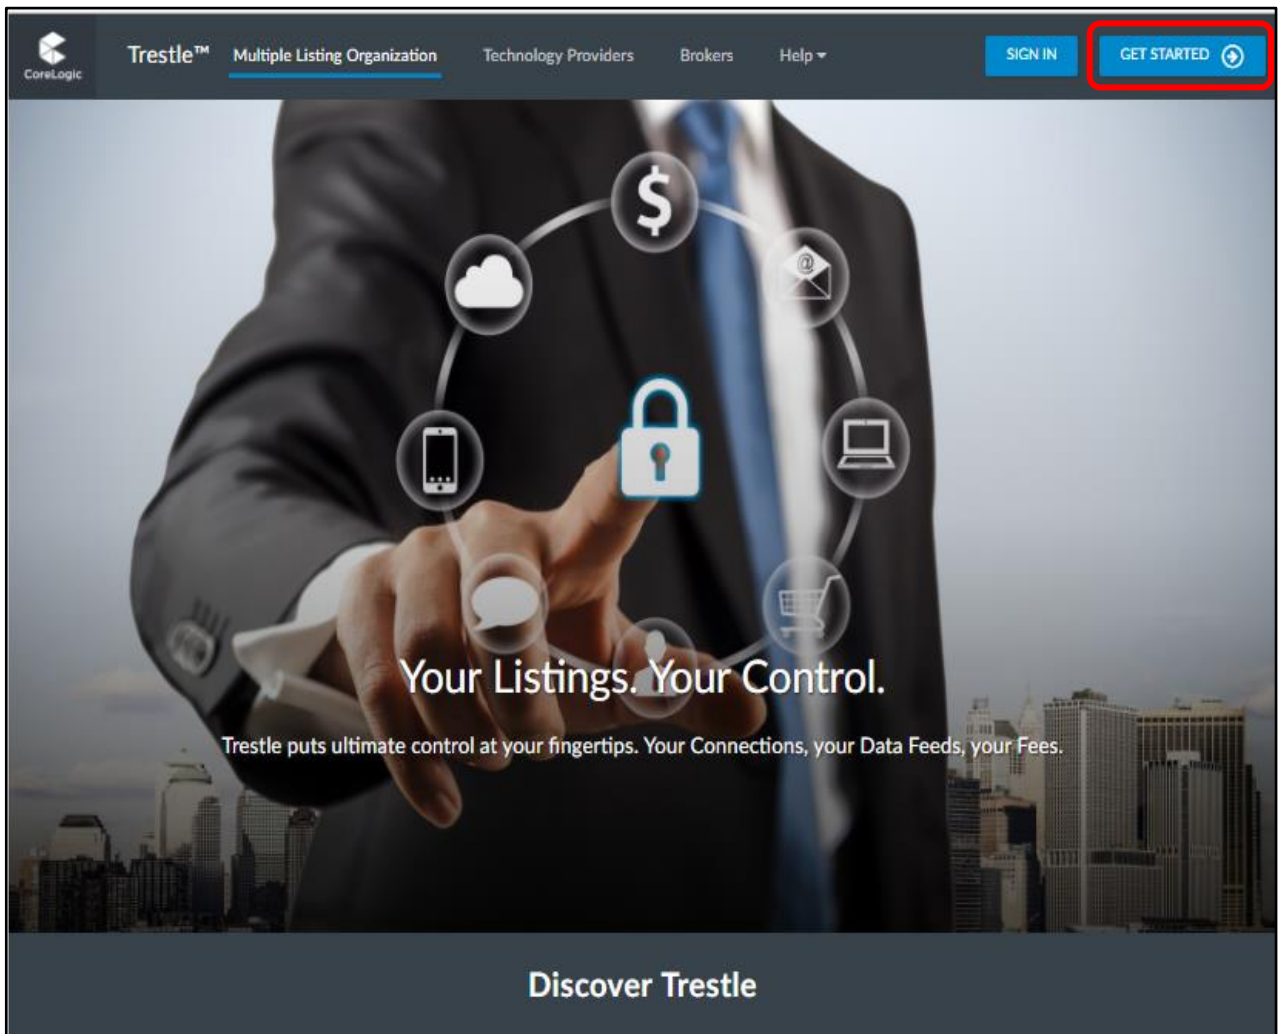 CoreLogic
Trestle™ Multiple Listing Organization Technology Providers Brokers Help SIGN IN GET STARTED
$
@
Your Listings. Your Control.
Trestle puts ultimate control at your fingertips. Your Connections, your Data Feeds, your Fees.
Discover Trestle